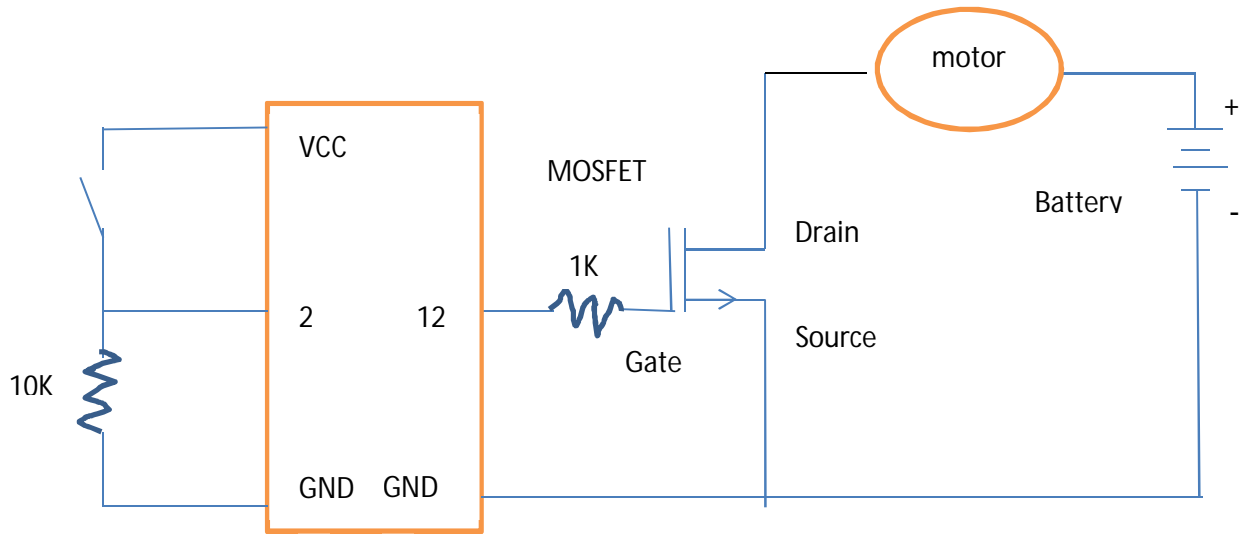 motor
+
VCC
MOSFET
Battery
-
Drain
1K
2
12
Source
Gate
10K
GND
GND